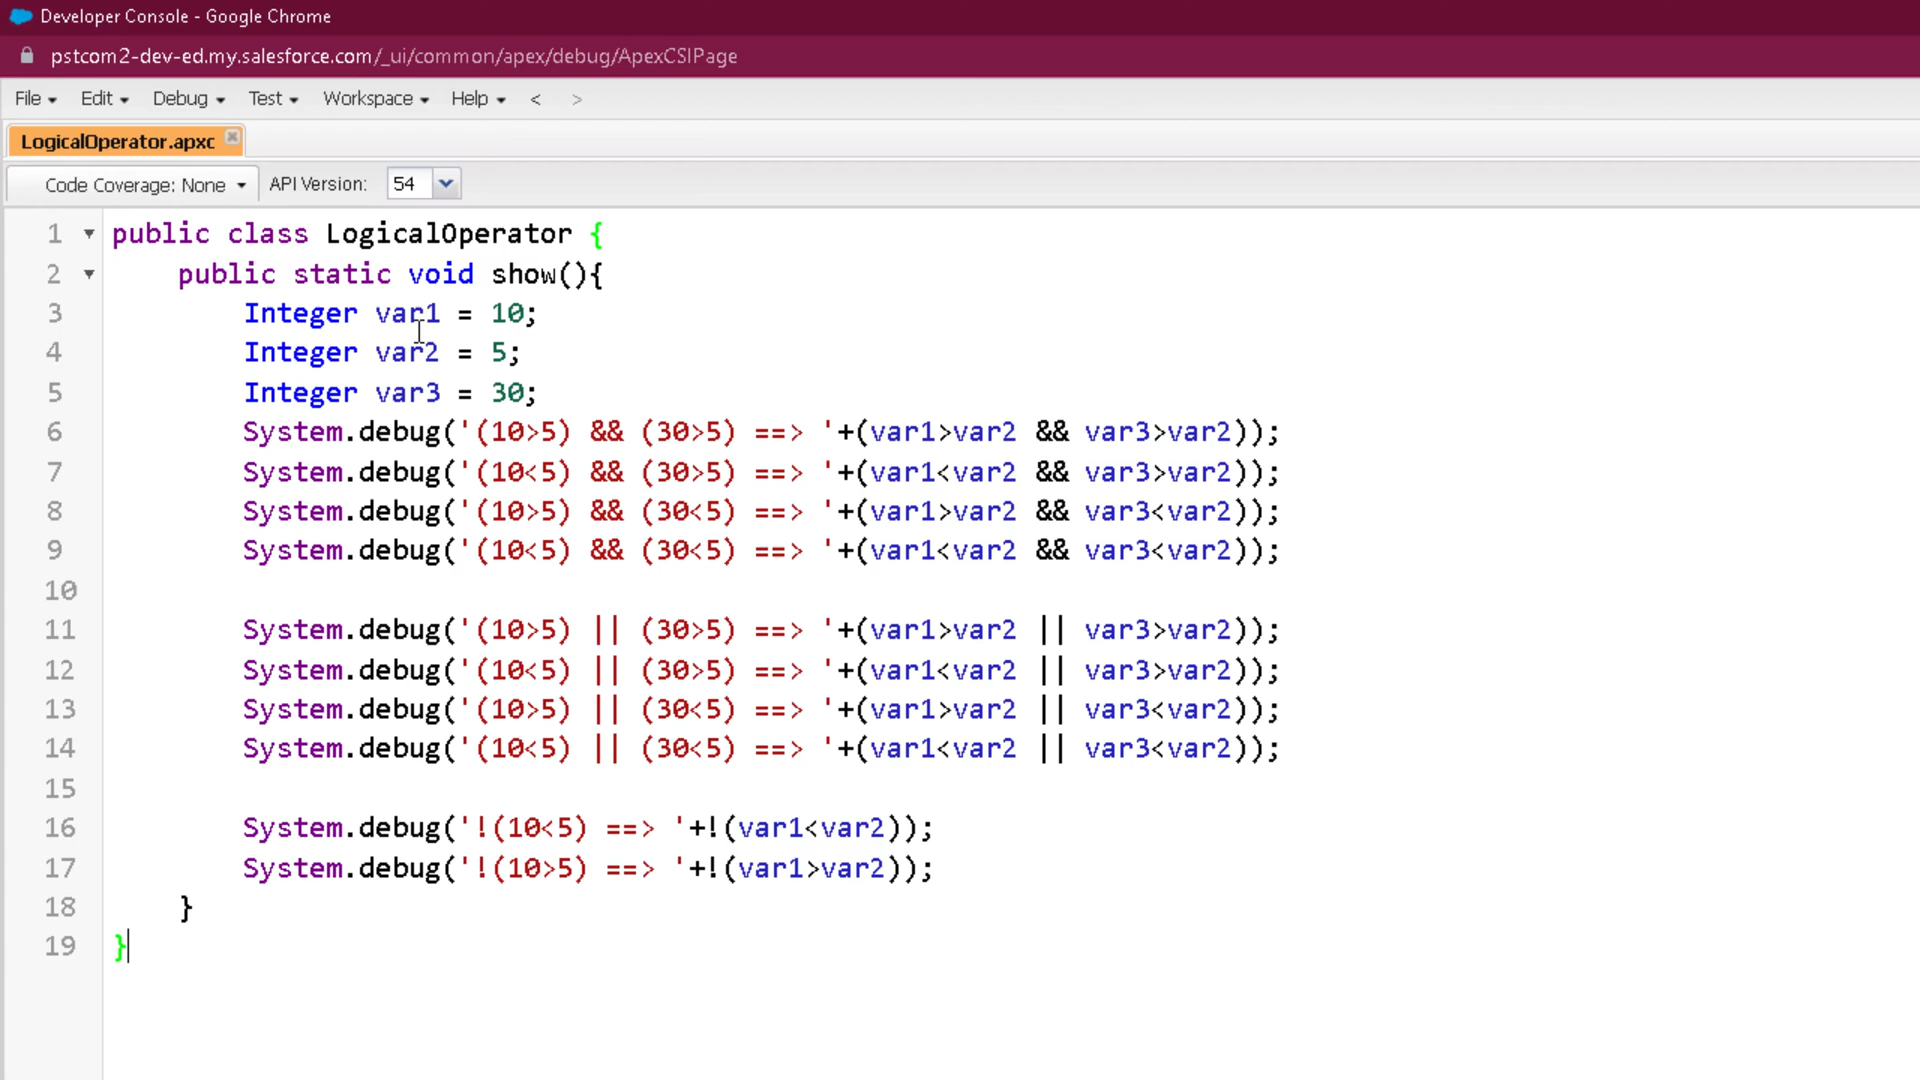 Developer Console - Google Chrome
pstcom2-dev-ed.my.salesforce.com/_ui/common/apex/debug/ApexCSIPage
File Edit Debug Test Workspace Help < >
LogicalOperator.apxc
Code Coverage: None API Version: 54
1 public class LogicalOperator {
2 public static void show(){
3 Integer var1 = 10;
4 Integer var2 = 5;
5 Integer var3 = 30;
6 System.debug('(10>5) && (30>5) ==> '+(var1>var2 && var3>var2));
7 System.debug('(10<5) && (30>5) ==> '+(var1<var2 && var3>var2));
8 System.debug('(10>5) && (30<5) ==> '+(var1>var2 && var3<var2));
9 System.debug('(10<5) && (30<5) ==> '+(var1<var2 && var3<var2));
10
11 System.debug('(10>5) || (30>5) ==> '+(var1>var2 || var3>var2));
12 System.debug('(10<5) || (30>5) ==> '+(var1<var2 || var3>var2));
13 System.debug('(10>5) || (30<5) ==> '+(var1>var2 || var3<var2));
14 System.debug('(10<5) || (30<5) ==> '+(var1<var2 || var3<var2));
15
16 System.debug('!(10<5) ==> '+!(var1<var2));
17 System.debug('!(10>5) ==> '+!(var1>var2));
18 }
19 }